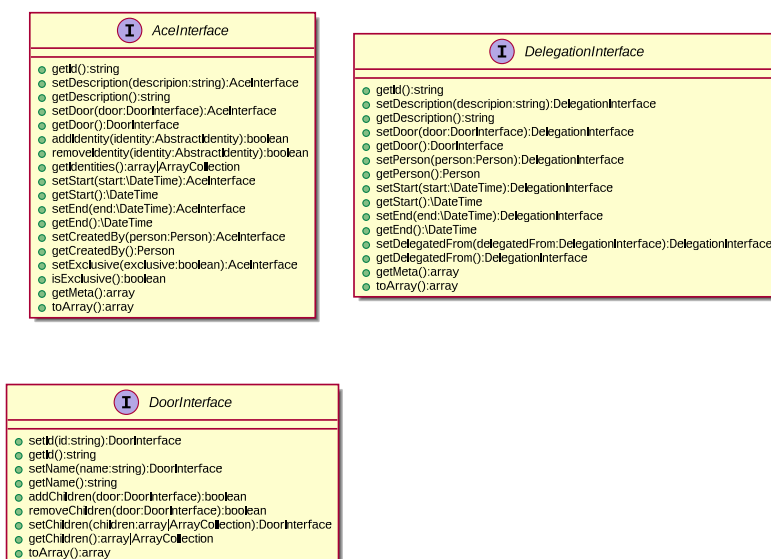 I AceInterface
getId():string
setDescription(descripion:string):AceInterface
getDescription():string
setDoor(door:DoorInterface):AceInterface
getDoor():DoorInterface
addIdentity(identity:AbstractIdentity):boolean
removeIdentity(identity:AbstractIdentity):boolean
getIdentities():array|ArrayCollection
setStart(start:\DateTime):AceInterface
getStart():\DateTime
setEnd(end:\DateTime):AceInterface
getEnd():\DateTime
setCreatedBy(person:Person):AceInterface
getCreatedBy():Person
setExclusive(exclusive:boolean):AceInterface
isExclusive():boolean
getMeta():array
toArray():array
I DelegationInterface
getId():string
setDescription(descripion:string):DelegationInterface
getDescription():string
setDoor(door:DoorInterface):DelegationInterface
getDoor():DoorInterface
setPerson(person:Person):DelegationInterface
getPerson():Person
setStart(start:\DateTime):DelegationInterface
getStart():\DateTime
setEnd(end:\DateTime):DelegationInterface
getEnd():\DateTime
setDelegatedFrom(delegatedFrom:DelegationInterface):DelegationInterface
getDelegatedFrom():DelegationInterface
getMeta():array
toArray():array
I DoorInterface
setId(id:string):DoorInterface
getId():string
setName(name:string):DoorInterface
getName():string
addChildren(door:DoorInterface):boolean
removeChildren(door:DoorInterface):boolean
setChildren(children:array|ArrayCollection):DoorInterface
getChildren():array|ArrayCollection
toArray():array